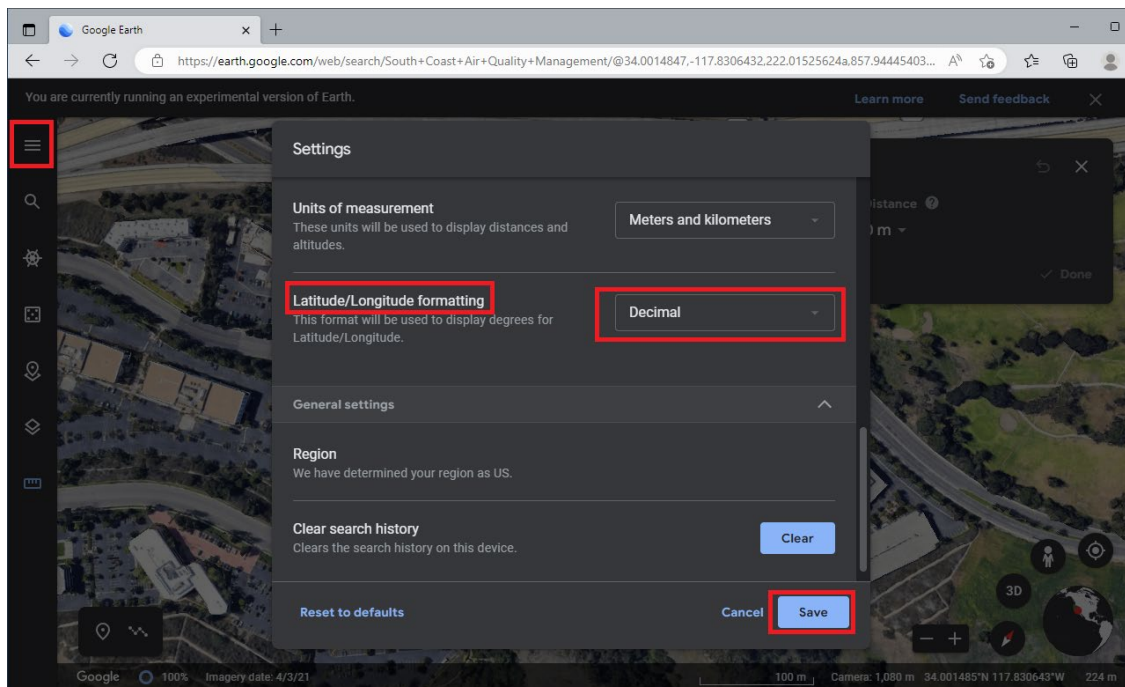 Google Earth
https://earth.google.com/web/search/South+Coast+Air+Quality+Management/@34.0014847,-117.8306432,222.01525624a,857.94445403...
You are currently running an experimental version of Earth.
Learn more
Send feedback
Settings
Units of measurement
These units will be used to display distances and
altitudes.
Meters and kilometers
Distance
0 m
Done
Latitude/Longitude formatting
This format will be used to display degrees for
Latitude/Longitude.
Decimal
General settings
Region
We have determined your region as US.
Clear search history
Clears the search history on this device.
Clear
Reset to defaults
Cancel
Save
3D
Google
100%
Imagery date: 4/3/21
100 m
Camera: 1,080 m
34.001485°N 117.830643°W
224 m